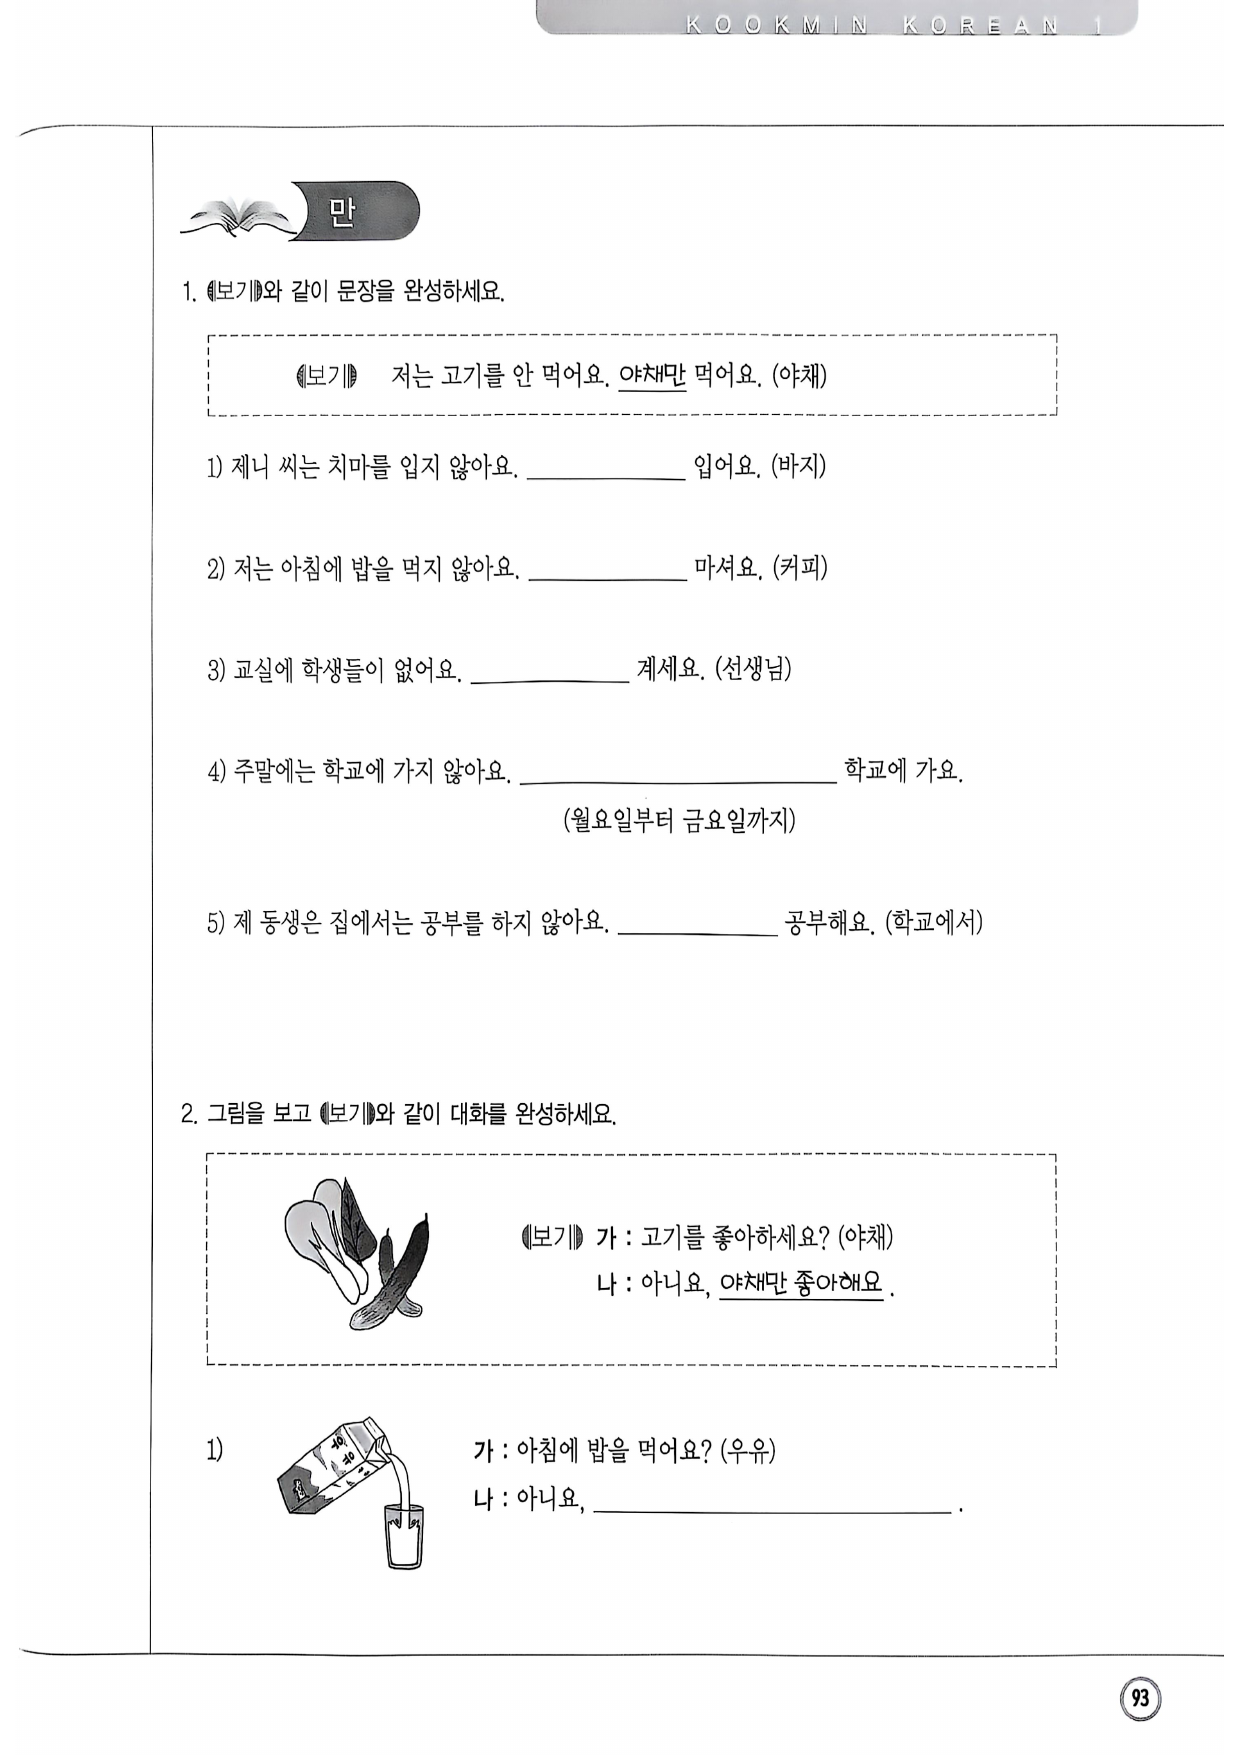 KOOKMIN KOREAN 1
만
1. 《보기》와 같이 문장을 완성하세요.
《보기》 저는 고기를 안 먹어요. 야채만 먹어요. (야채)
1) 제니 씨는 치마를 입지 않아요. ____________ 입어요. (바지)
2) 저는 아침에 밥을 먹지 않아요. ____________ 마셔요. (커피)
3) 교실에 학생들이 없어요. ____________ 계세요. (선생님)
4) 주말에는 학교에 가지 않아요. ________________________ 학교에 가요.
(월요일부터 금요일까지)
5) 제 동생은 집에서는 공부를 하지 않아요. ____________ 공부해요. (학교에서)
2. 그림을 보고 《보기》와 같이 대화를 완성하세요.
《보기》 가 : 고기를 좋아하세요? (야채)
나 : 아니요, 야채만 좋아해요.
1) 가 : 아침에 밥을 먹어요? (우유)
우유
나 : 아니요, ____________________________ .
93